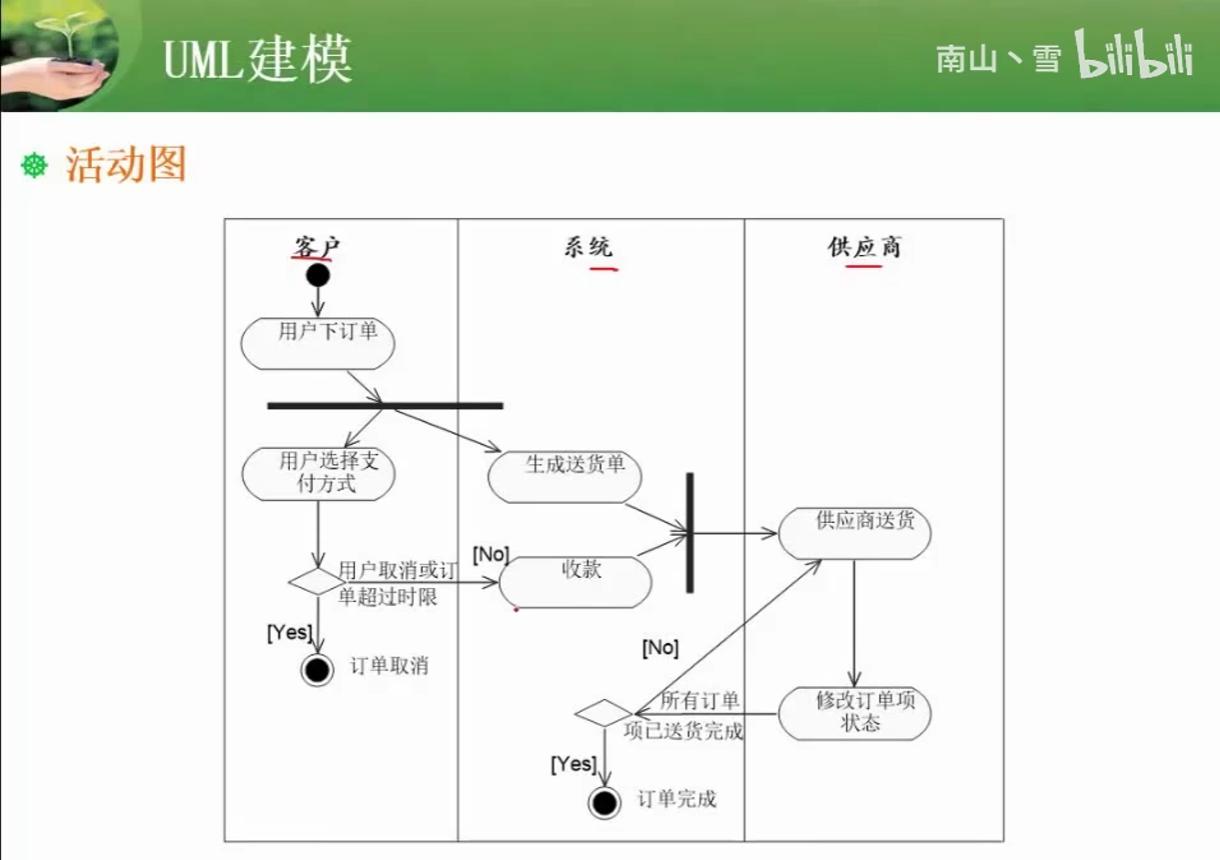 UML建模
南山丶雪 bilibili
活动图
客户
系统
供应商
用户下订单
用户选择支
付方式
生成送货单
供应商送货
[No]
收款
用户取消或订
单超过时限
[Yes]
订单取消
[No]
所有订单
项已送货完成
修改订单项
状态
[Yes]
订单完成